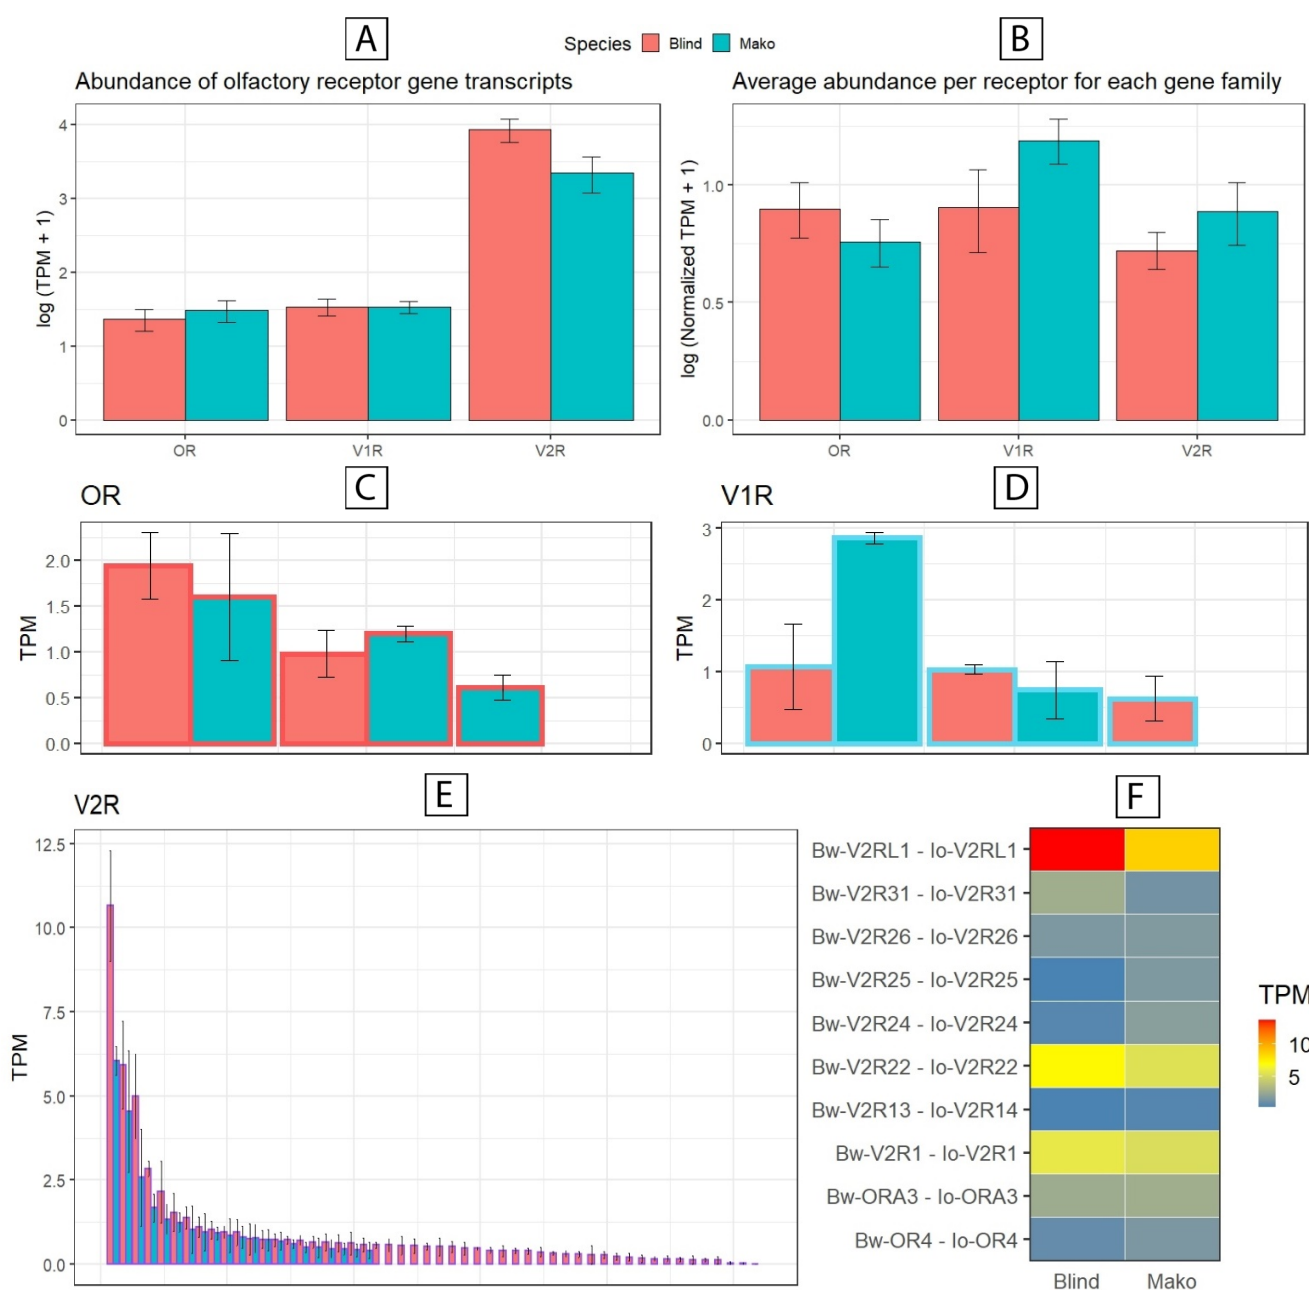 A
Species Blind Mako
B
Abundance of olfactory receptor gene transcripts
Average abundance per receptor for each gene family
log (TPM + 1)
4
3
2
1
0
OR V1R V2R
log (Normalized TPM + 1)
1.0
0.5
0.0
OR V1R V2R
C
OR
TPM
2.0
1.5
1.0
0.5
0.0
D
V1R
TPM
3
2
1
0
E
V2R
TPM
12.5
10.0
7.5
5.0
2.5
0.0
F
Bw-V2RL1 - Io-V2RL1
Bw-V2R31 - Io-V2R31
Bw-V2R26 - Io-V2R26
Bw-V2R25 - Io-V2R25
Bw-V2R24 - Io-V2R24
Bw-V2R22 - Io-V2R22
Bw-V2R13 - Io-V2R14
Bw-V2R1 - Io-V2R1
Bw-ORA3 - Io-ORA3
Bw-OR4 - Io-OR4
Blind Mako
TPM
10
5